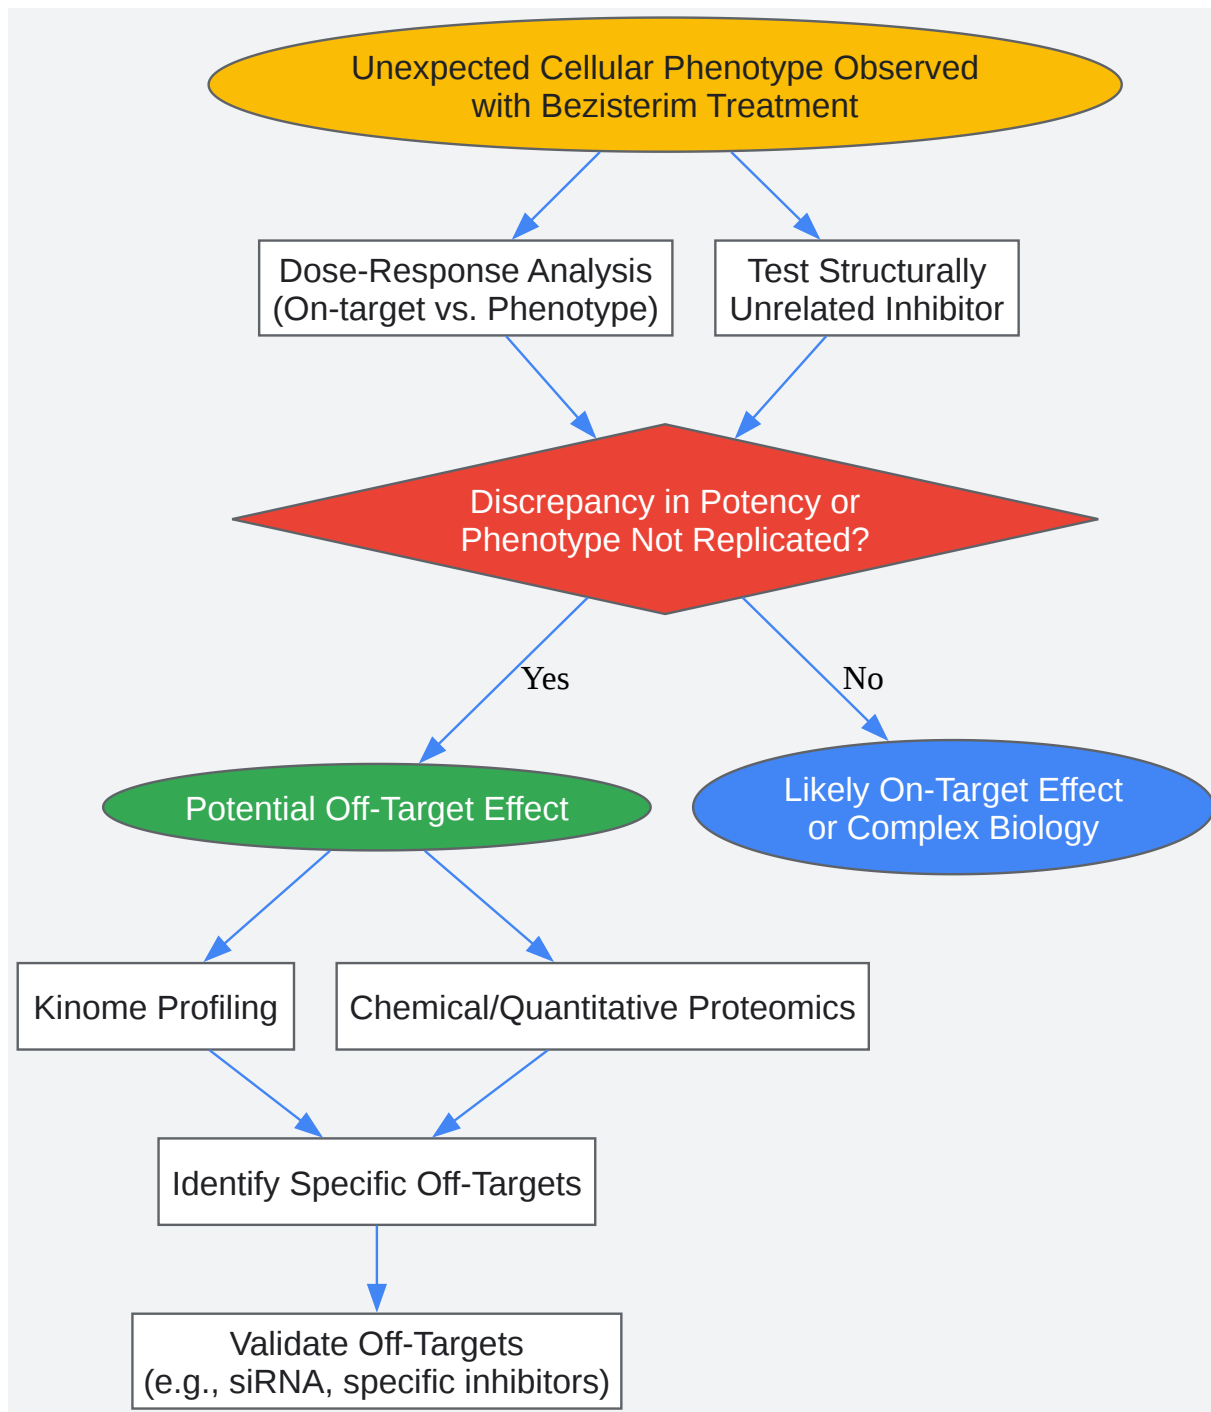 Unexpected Cellular Phenotype Observed
with Bezisterim Treatment
Dose-Response Analysis
(On-target vs. Phenotype)
Test Structurally
Unrelated Inhibitor
Discrepancy in Potency or
Phenotype Not Replicated?
Yes
No
Potential Off-Target Effect
Likely On-Target Effect
or Complex Biology
Kinome Profiling
Chemical/Quantitative Proteomics
Identify Specific Off-Targets
Validate Off-Targets
(e.g., siRNA, specific inhibitors)